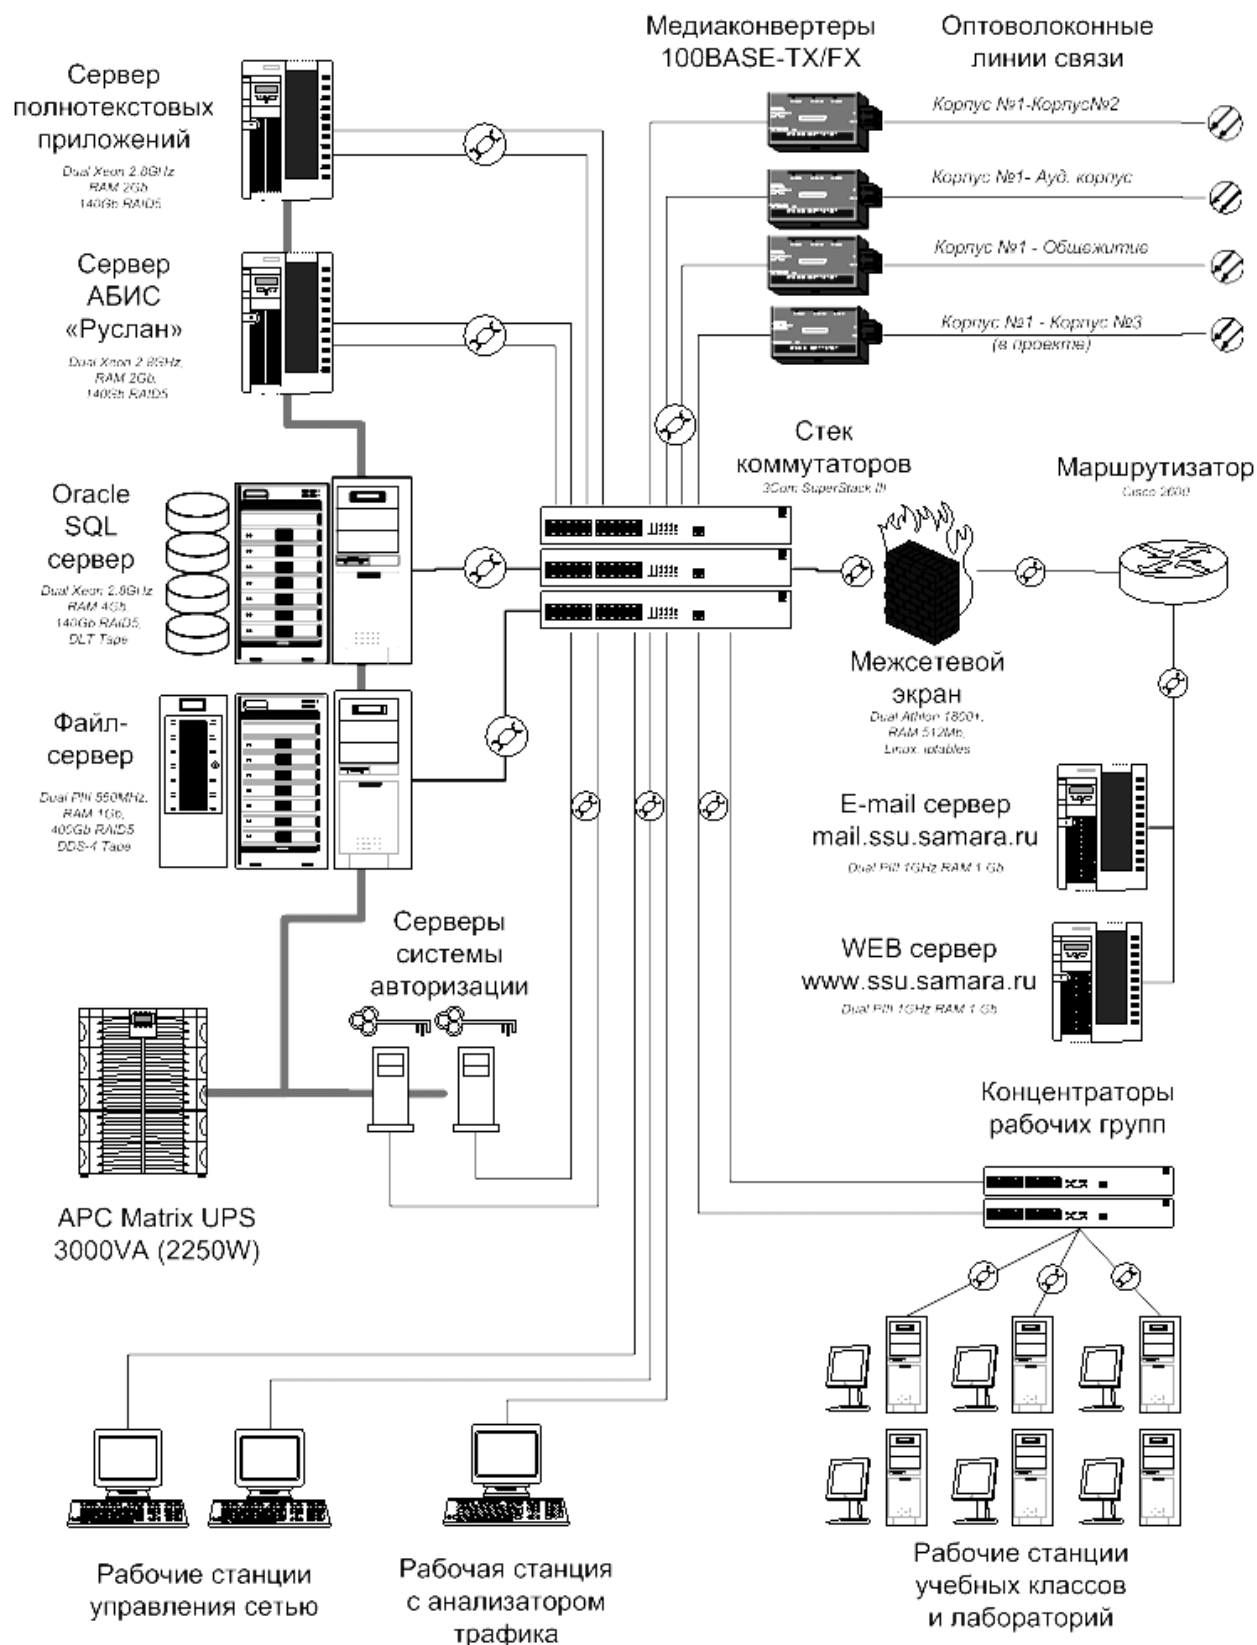 Медиаконвертеры
100BASE-TX/FX
Оптоволоконные
линии связи
Корпус №1-Корпус№2
Корпус №1- Ауд. корпус
Корпус №1 - Общежитие
Корпус №1 - Корпус №3
(в проекте)
Сервер
полнотекстовых
приложений
Dual Xeon 2.8GHz
RAM 2Gb
140Gb RAID5
Сервер
АБИС
«Руслан»
Dual Xeon 2.8GHz,
RAM 2Gb,
140Gb RAID5
Oracle
SQL
сервер
Dual Xeon 2.8GHz
RAM 4Gb,
140Gb RAID5,
DLT Tape
Файл-
сервер
Dual PIII 550MHz,
RAM 1Gb,
400Gb RAID5
DDS-4 Tape
Стек
коммутаторов
3Com SuperStack III
Маршрутизатор
Cisco 2600
Межсетевой
экран
Dual Athlon 1800+,
RAM 512Mb,
Linux, iptables
E-mail сервер
mail.ssu.samara.ru
Dual PIII 1GHz RAM 1 Gb
WEB сервер
www.ssu.samara.ru
Dual PIII 1GHz RAM 1 Gb
Серверы
системы
авторизации
APC Matrix UPS
3000VA (2250W)
Концентраторы
рабочих групп
Рабочие станции
управления сетью
Рабочая станция
с анализатором
трафика
Рабочие станции
учебных классов
и лабораторий